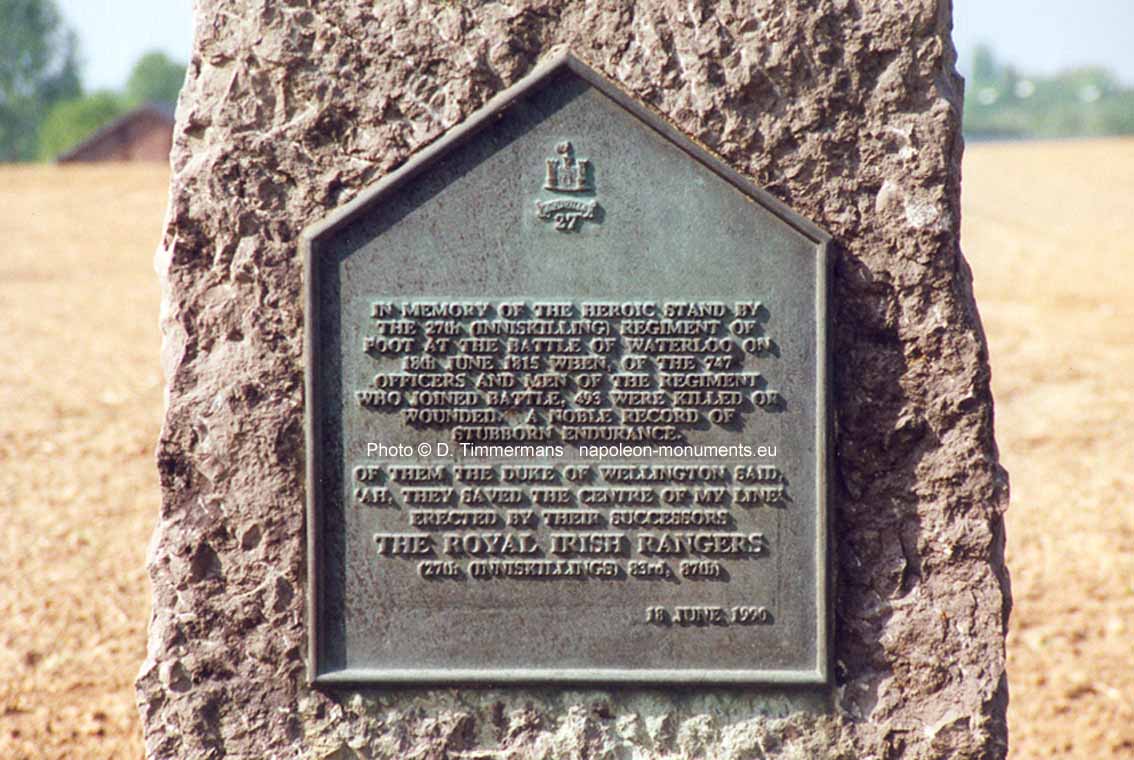 27
IN MEMORY OF THE HEROIC STAND BY
THE 27th (INNISKILLING) REGIMENT OF
FOOT AT THE BATTLE OF WATERLOO ON
18th JUNE 1815 WHEN, OF THE 747
OFFICERS AND MEN OF THE REGIMENT
WHO JOINED BATTLE, 493 WERE KILLED OR
WOUNDED. A NOBLE RECORD OF
STUBBORN ENDURANCE.
Photo © D. Timmermans napoleon-monuments.eu
OF THEM THE DUKE OF WELLINGTON SAID,
'AH, THEY SAVED THE CENTRE OF MY LINE'
ERECTED BY THEIR SUCCESSORS
THE ROYAL IRISH RANGERS
(27th (INNISKILLINGS) 83rd, 87th)
18 JUNE 1990